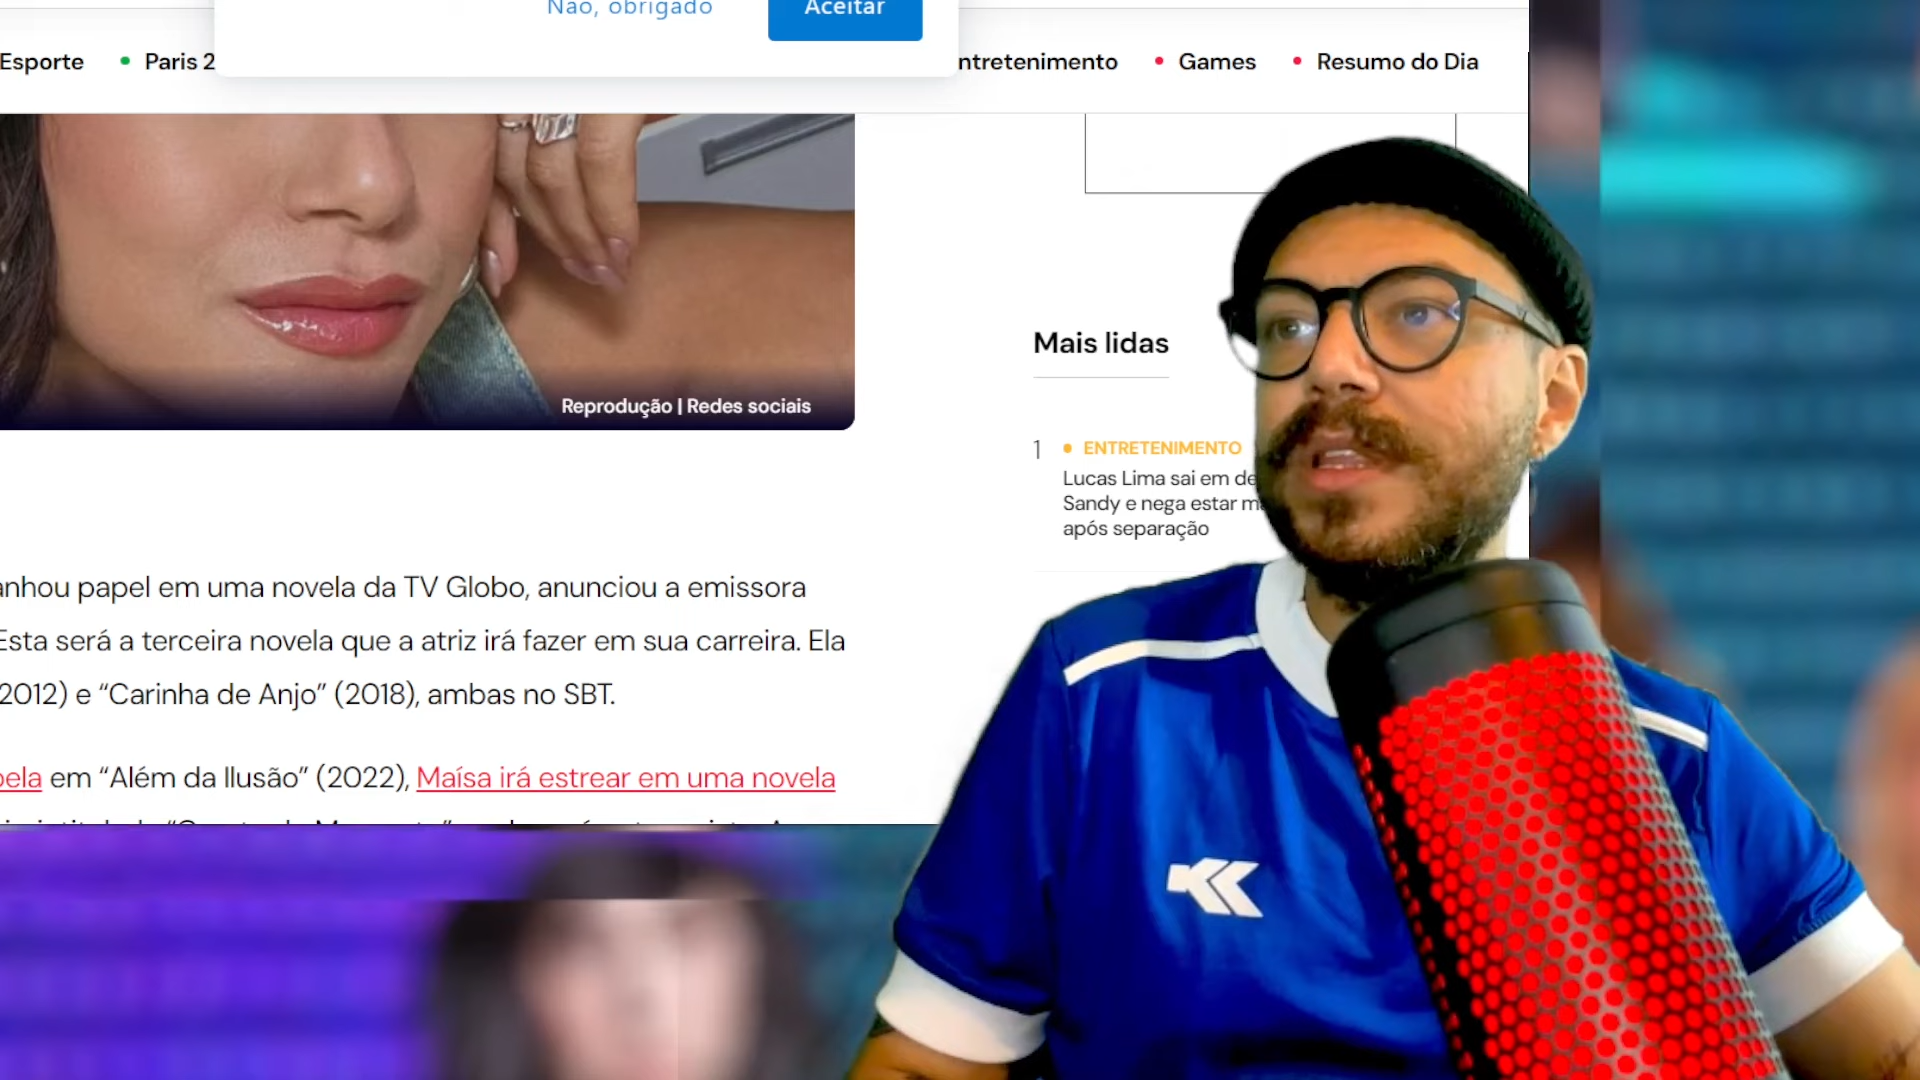 Não, obrigado
Aceitar
Esporte
Paris 2
ntretenimento
Games
Resumo do Dia
Reprodução | Redes sociais
Mais lidas
1
ENTRETENIMENTO
Lucas Lima sai em de
Sandy e nega estar m
após separação
anhou papel em uma novela da TV Globo, anunciou a emissora
Esta será a terceira novela que a atriz irá fazer em sua carreira. Ela
2012) e “Carinha de Anjo” (2018), ambas no SBT.
pela em “Além da Ilusão” (2022), Maísa irá estrear em uma novela